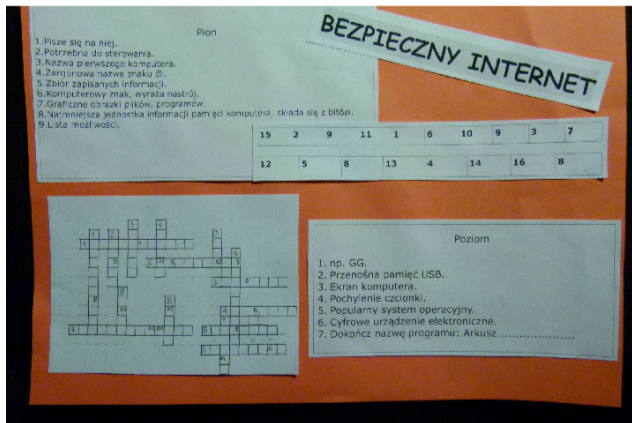 Pion
1.Pisze się na niej.
2.Potrzebna do sterowania.
3.Nazwa pierwszego komputera.
4.Żargonowa nazwa znaku @.
5.Zbiór zapisanych informacji.
6.Komputerowy znak, wyraża nastrój.
7.Graficzne obrazki plików, programów.
8.Najmniejsza jednostka informacji pamięci komputera, składa się z bitów.
9.Lista możliwości.
BEZPIECZNY INTERNET
15 2 9 11 1 6 10 9 3 7
12 5 8 13 4 14 16 8
Poziom
1. np. GG.
2. Przenośna pamięć USB.
3. Ekran komputera.
4. Pochylenie czcionki.
5. Popularny system operacyjny.
6. Cyfrowe urządzenie elektroniczne.
7. Dokończ nazwę programu: Arkusz .....................